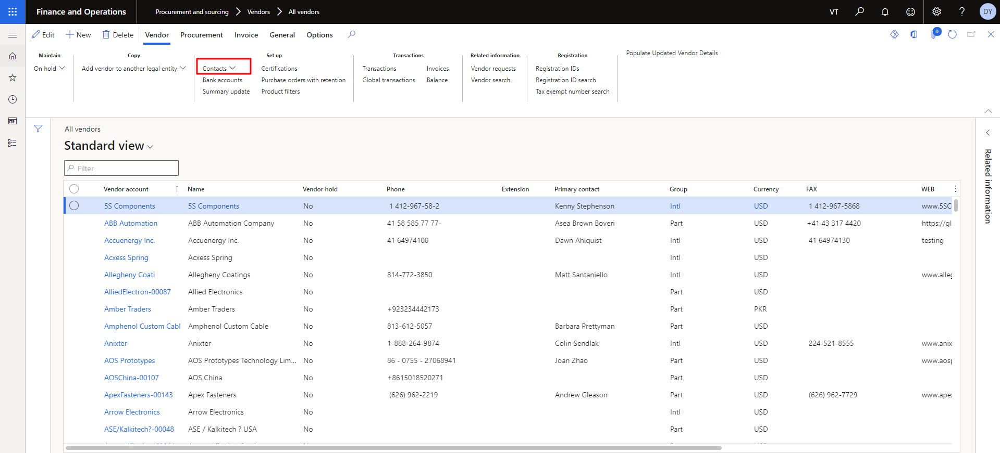 Finance and Operations
Procurement and sourcing > Vendors > All vendors
VT
?
DY
Edit
New
Delete
Vendor
Procurement
Invoice
General
Options
0
Maintain
On hold
Copy
Add vendor to another legal entity
Set up
Contacts
Bank accounts
Summary update
Certifications
Purchase orders with retention
Product filters
Transactions
Transactions
Global transactions
Invoices
Balance
Related information
Vendor requests
Vendor search
Registration
Registration IDs
Registration ID search
Tax exempt number search
Populate Updated Vendor Details
All vendors
Standard view
Filter
Vendor account ↑ Name Vendor hold Phone Extension Primary contact Group Currency FAX WEB
5S Components 5S Components No 1 412-967-58-2 Kenny Stephenson Intl USD 1 412-967-5868 www.5SC
ABB Automation ABB Automation Company No 41 58 585 77 77- Asea Brown Boveri Part USD +41 43 317 4420 https://gl
Accuenergy Inc. Accuenergy Inc. No 41 64974100 Dawn Ahlquist Intl USD 41 64974130 testing
Acxess Spring Acxess Spring No Intl USD
Allegheny Coati Allegheny Coatings No 814-772-3850 Matt Santaniello Intl USD www.alleg
AlliedElectron-00087 Allied Electronics No Part USD
Amber Traders Amber Traders No +923234442173 Part PKR
Amphenol Custom Cabl Amphenol Custom Cable No 813-612-5057 Barbara Prettyman Part USD
Anixter Anixter No 1-888-264-9874 Colin Sendlak Intl USD 224-521-8555 www.anix
AOS Prototypes AOS Prototypes Technology Lim... No 86 - 0755 - 27068941 Joan Zhao Part USD www.aosp
AOSChina-00107 AOS China No +8615018520271 Part USD
ApexFasteners-00143 Apex Fasteners No (626) 962-2219 Andrew Gleason Part USD (626) 962-7729 www.apex
Arrow Electronics Arrow Electronics No Intl USD
ASE/Kalkitech?-00048 ASE / Kalkitech ? USA No Part USD
Related information